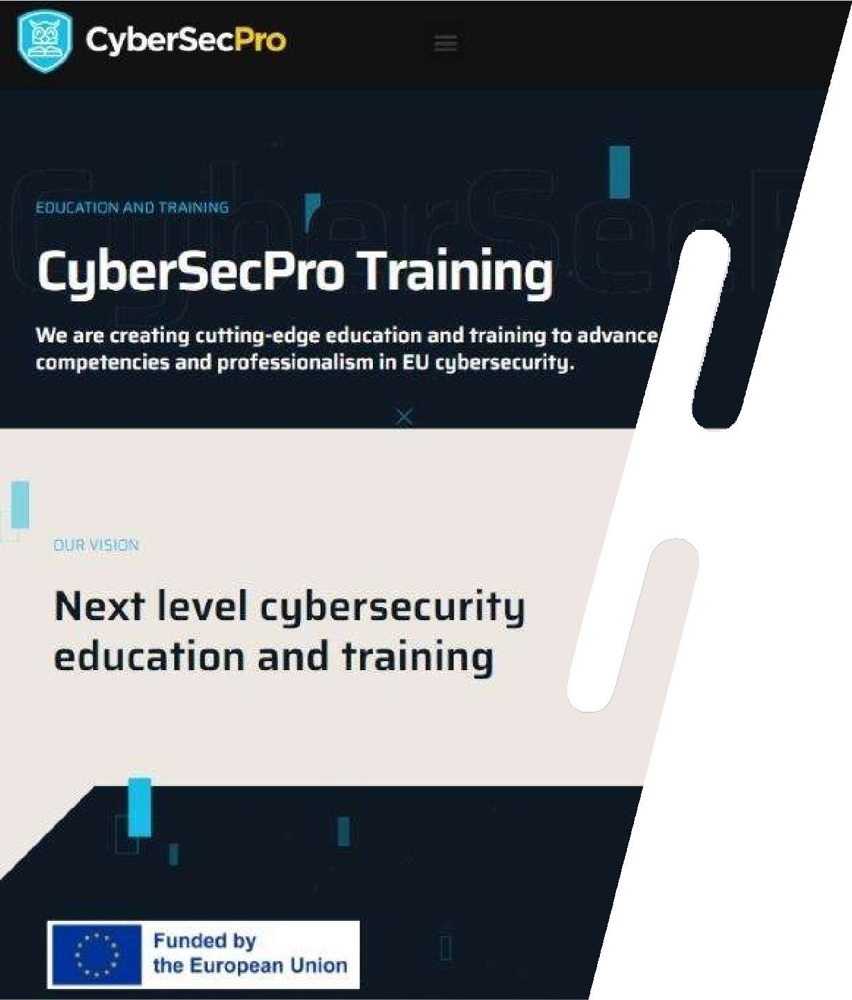 CyberSecPro
CyberSecP
EDUCATION AND TRAINING
CyberSecPro Training
We are creating cutting-edge education and training to advance
competencies and professionalism in EU cybersecurity.
OUR VISION
Next level cybersecurity
education and training
Funded by
the European Union